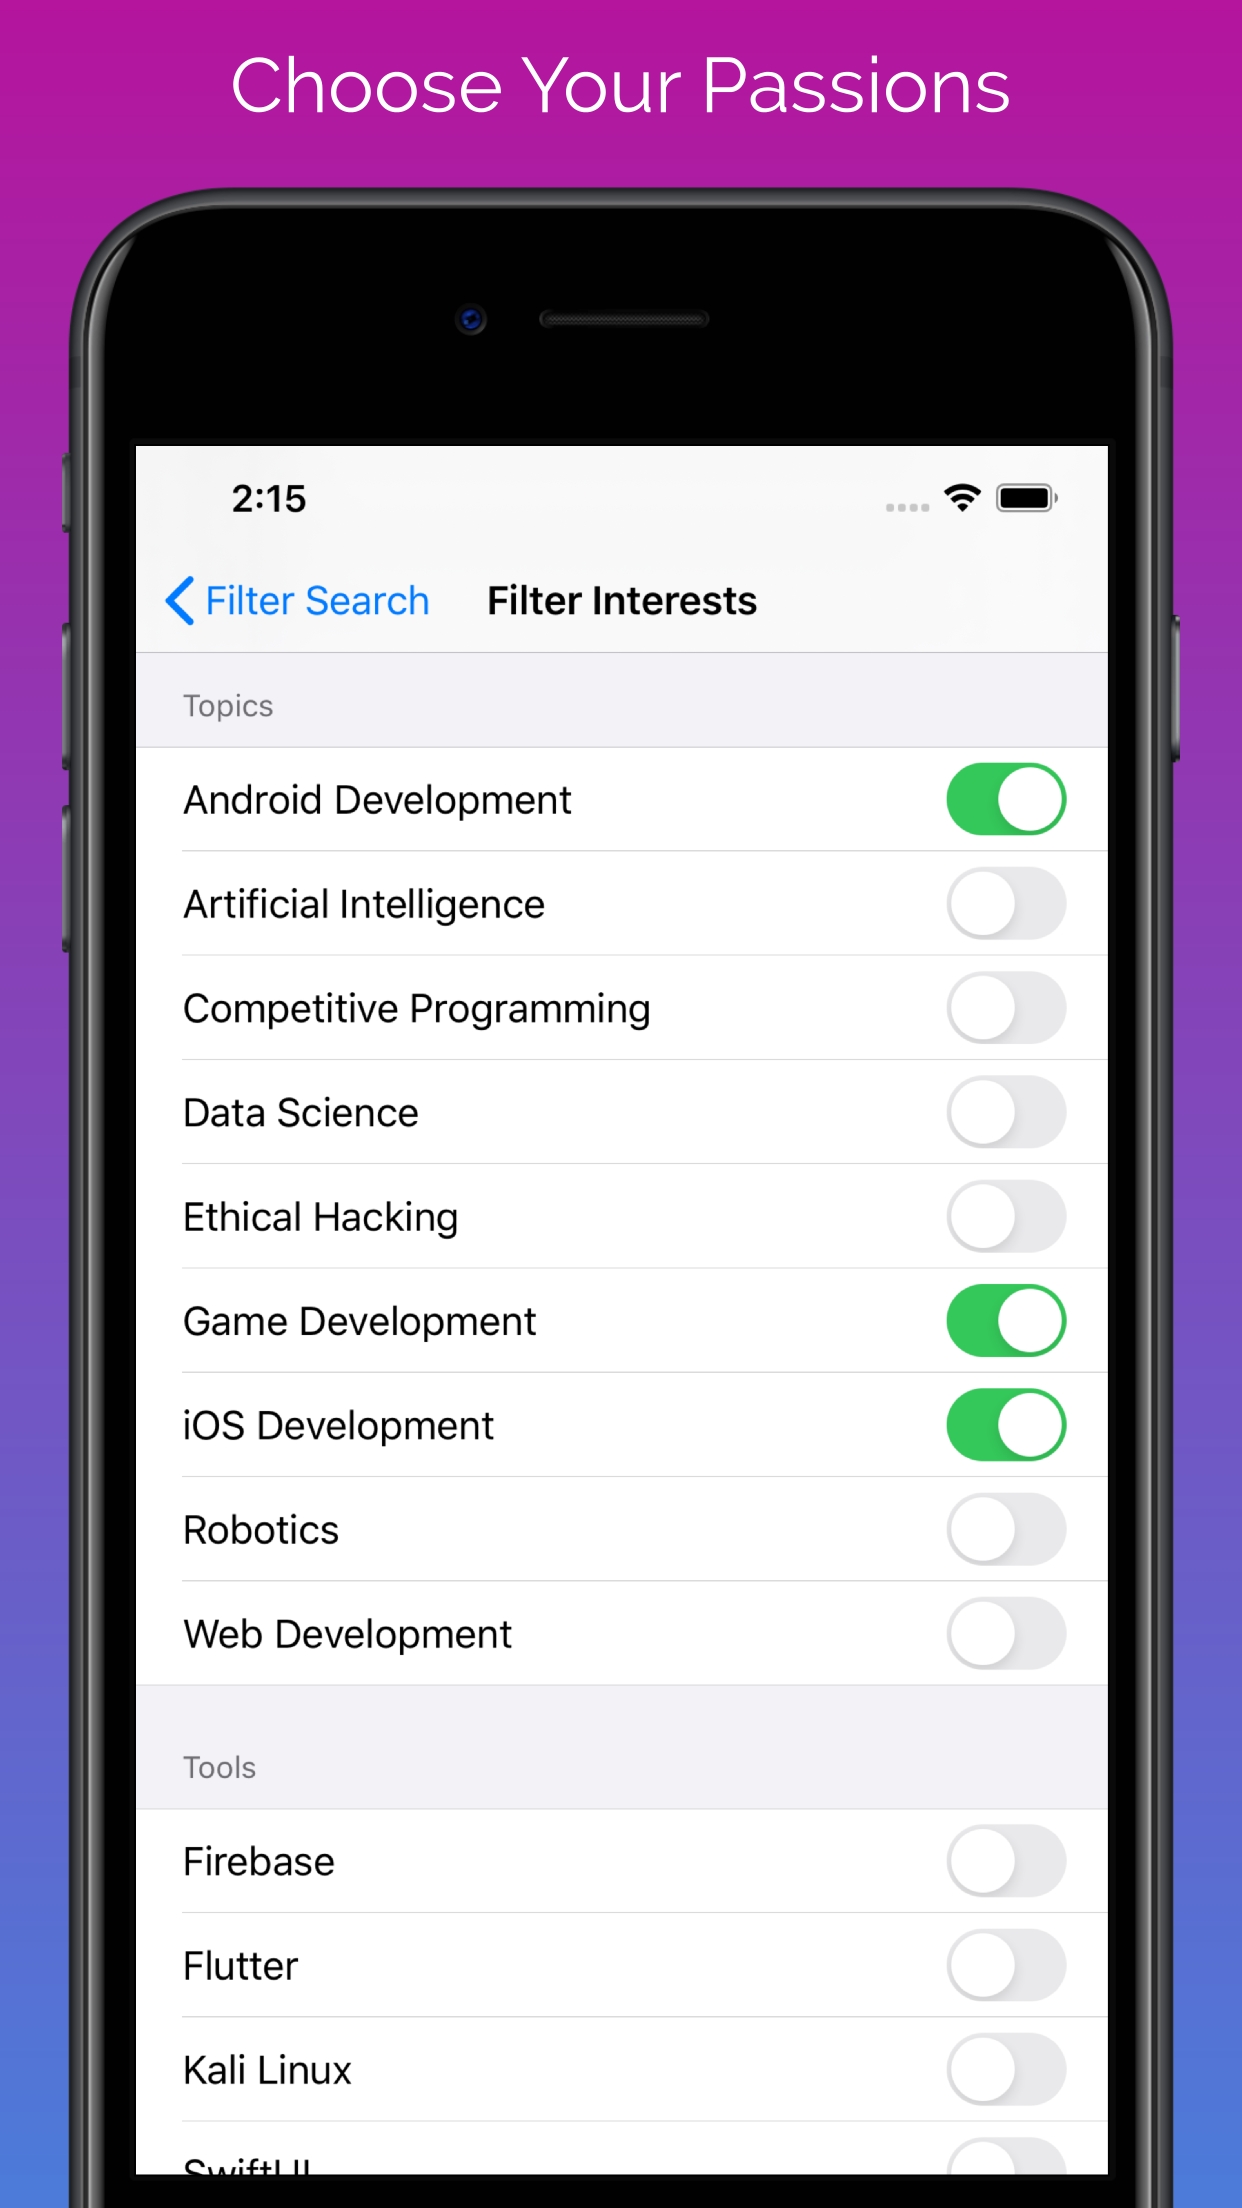 Choose Your Passions
2:15
Filter Search Filter Interests
Topics
Android Development
Artificial Intelligence
Competitive Programming
Data Science
Ethical Hacking
Game Development
iOS Development
Robotics
Web Development
Tools
Firebase
Flutter
Kali Linux
SwiftUI